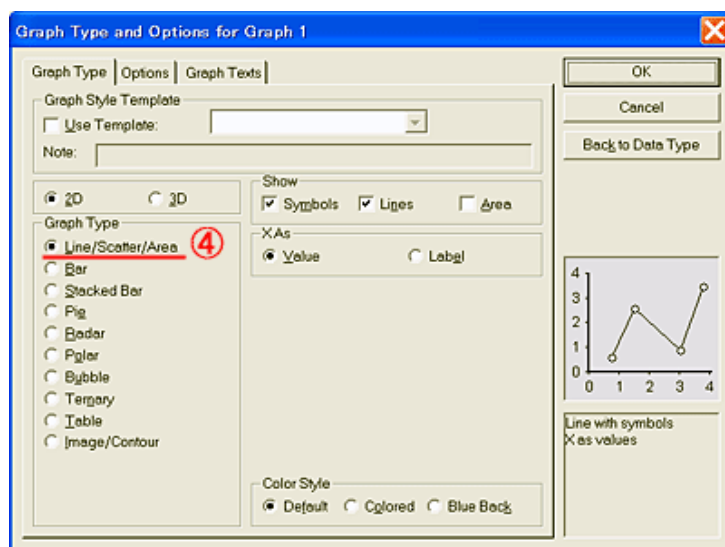 Graph Type and Options for Graph 1
Graph Type Options Graph Texts
Graph Style Template
Use Template:
Note:
2D 3D
Graph Type
Line/Scatter/Area ④
Bar
Stacked Bar
Pie
Radar
Polar
Bubble
Ternary
Table
Image/Contour
Show
Symbols Lines Area
X As
Value Label
Color Style
Default Colored Blue Back
OK
Cancel
Back to Data Type
4
3
2
1
0
0 1 2 3 4
Line with symbols
X as values